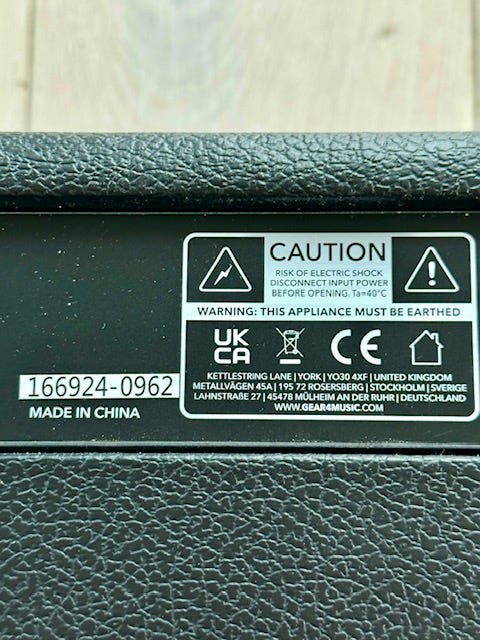 CAUTION
RISK OF ELECTRIC SHOCK
DISCONNECT INPUT POWER
BEFORE OPENING. Ta=40°C
WARNING: THIS APPLIANCE MUST BE EARTHED
UK
CA
CE
KETTLESTRING LANE | YORK | YO30 4XF | UNITED KINGDOM
METALLVÄGEN 45A | 195 72 ROSERSBERG | STOCKHOLM | SVERIGE
LAHNSTRAßE 27 | 45478 MÜLHEIM AN DER RUHR | DEUTSCHLAND
WWW.GEAR4MUSIC.COM
166924-0962
MADE IN CHINA